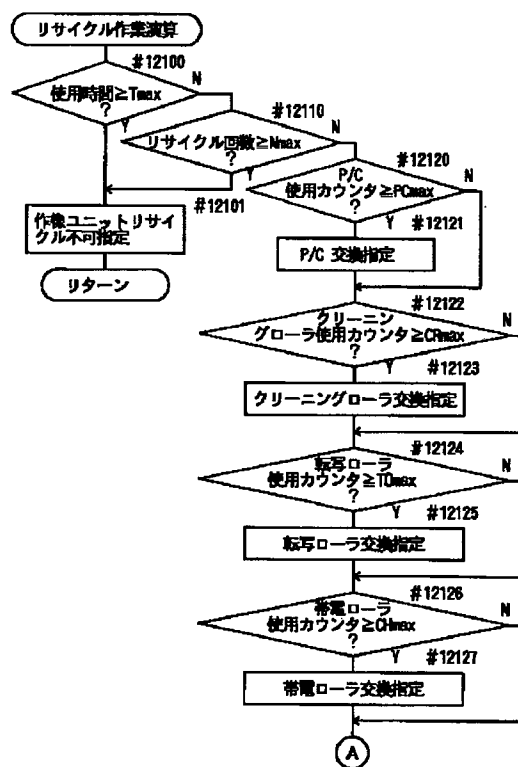 リサイクル作業演算
#12100
使用時間≧Tmax
?
N
Y
#12110
リサイクル回数≧Nmax
?
N
Y
#12101
作像ユニットリサイ
クル不可指定
リターン
#12120
P/C
使用カウンタ≧PCmax
?
N
Y
#12121
P/C 交換指定
#12122
クリーニン
グローラ使用カウンタ≧CRmax
?
N
Y
#12123
クリーニングローラ交換指定
#12124
転写ローラ
使用カウンタ≧TOmax
?
N
Y
#12125
転写ローラ交換指定
#12126
帯電ローラ
使用カウンタ≧CHmax
?
N
Y
#12127
帯電ローラ交換指定
A